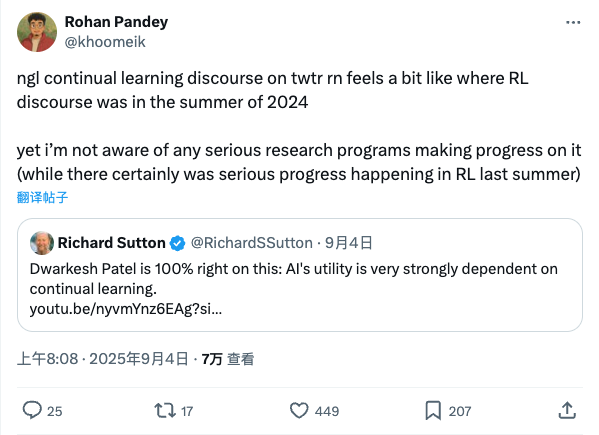 Rohan Pandey
@khoomeik
ngl continual learning discourse on twtr rn feels a bit like where RL
discourse was in the summer of 2024
yet i’m not aware of any serious research programs making progress on it
(while there certainly was serious progress happening in RL last summer)
翻译帖子
Richard Sutton @RichardSSutton · 9月4日
Dwarkesh Patel is 100% right on this: AI's utility is very strongly dependent on
continual learning.
youtu.be/nyvmYnz6EAg?si...
上午8:08 · 2025年9月4日 · 7万 查看
25 17 449 207